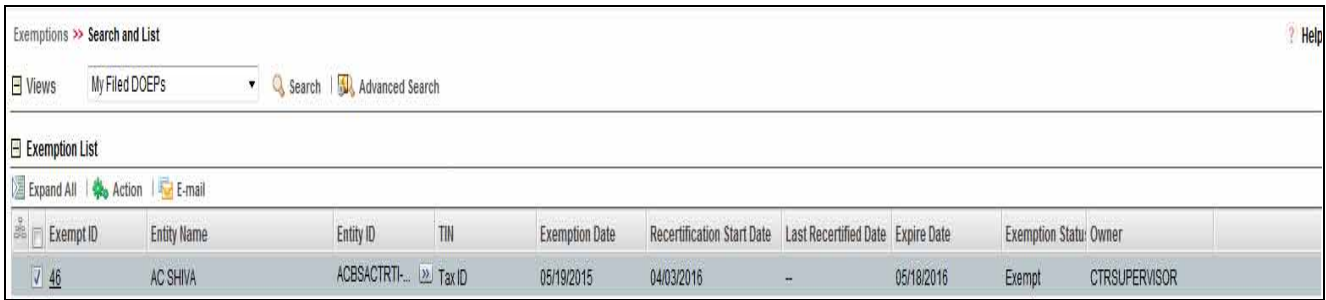 Exemptions >> Search and List ? Help
Views My Filed DOEPs Search | Advanced Search
Exemption List
Expand All | Action | E-mail
Exempt ID Entity Name Entity ID TIN Exemption Date Recertification Start Date Last Recertified Date Expire Date Exemption Statu Owner
46 AC SHIVA ACBSACTRTI-... >> Tax ID 05/19/2015 04/03/2016 -- 05/18/2016 Exempt CTRSUPERVISOR